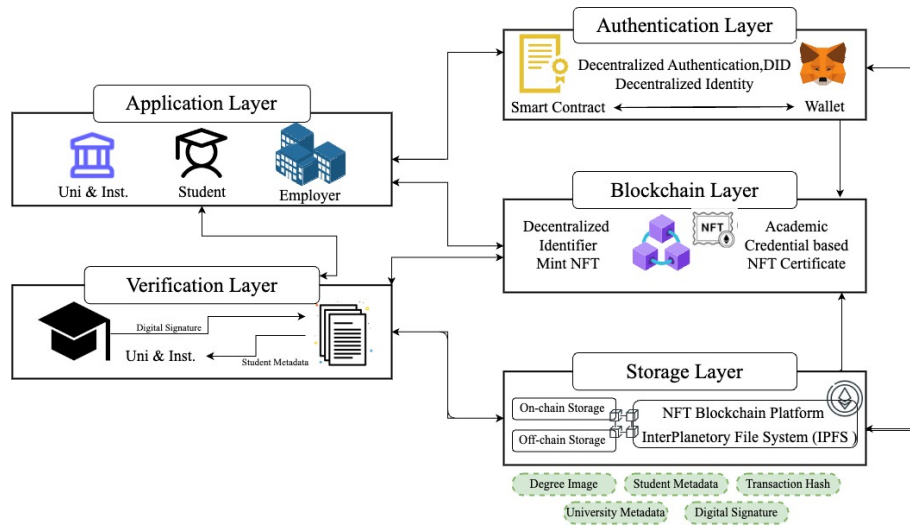 Authentication Layer
Decentralized Authentication,DID
Decentralized Identity
Smart Contract
Wallet
Application Layer
Uni & Inst.
Student
Employer
Blockchain Layer
Decentralized
Identifier
Mint NFT
NFT
Academic
Credential based
NFT Certificate
Verification Layer
Digital Signature
Uni & Inst.
Student Metadata
Storage Layer
On-chain Storage
Off-chain Storage
NFT Blockchain Platform
InterPlanetory File System (IPFS )
Degree Image
Student Metadata
Transaction Hash
University Metadata
Digital Signature